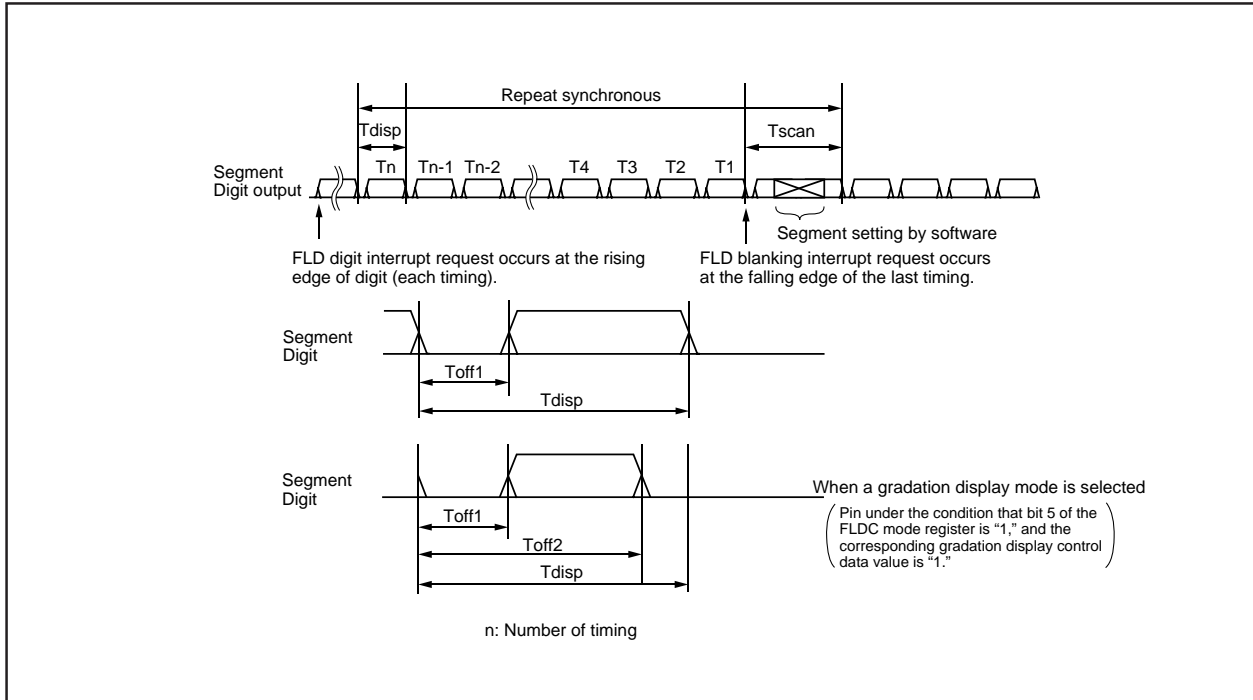 Repeat synchronous
Tdisp
Tscan
Tn
Tn-1
Tn-2
T4
T3
T2
T1
Segment
Digit output
Segment setting by software
FLD digit interrupt request occurs at the rising
edge of digit (each timing).
FLD blanking interrupt request occurs
at the falling edge of the last timing.
Segment
Digit
Toff1
Tdisp
Segment
Digit
Toff1
Toff2
Tdisp
When a gradation display mode is selected
Pin under the condition that bit 5 of the
FLDC mode register is “1,” and the
corresponding gradation display control
data value is “1.”
n: Number of timing